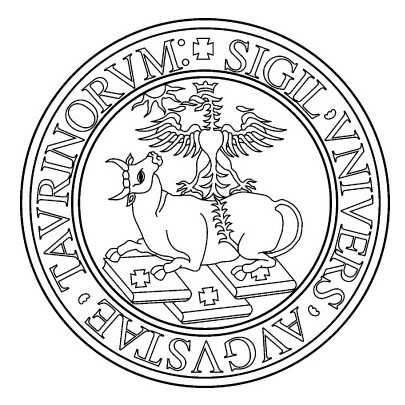 ✠ SIGIL · VNIVERS · AVGVSTAE · TAVRINORVM: